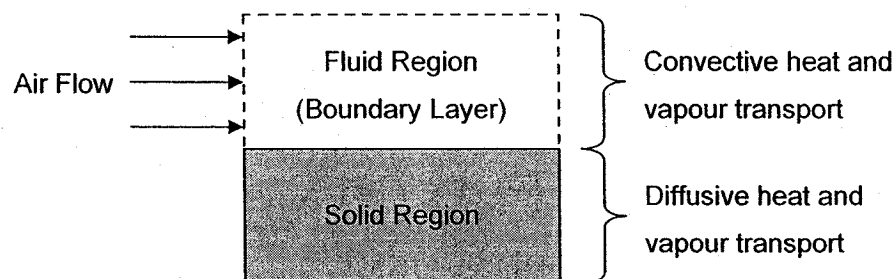 Air Flow
Fluid Region
(Boundary Layer)
Convective heat and
vapour transport
Solid Region
Diffusive heat and
vapour transport